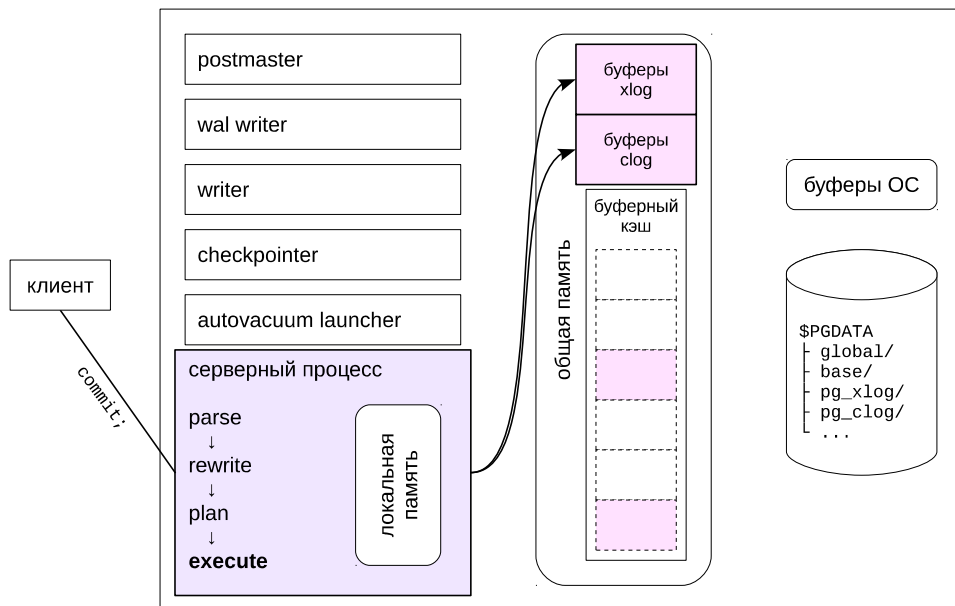 postmaster
wal writer
writer
checkpointer
autovacuum launcher
клиент
commit;
серверный процесс
parse
↓
rewrite
↓
plan
↓
execute
локальная
память
общая память
буферы
xlog
буферы
clog
буферный
кэш
буферы ОС
$PGDATA
├ global/
├ base/
├ pg_xlog/
├ pg_clog/
└ ...